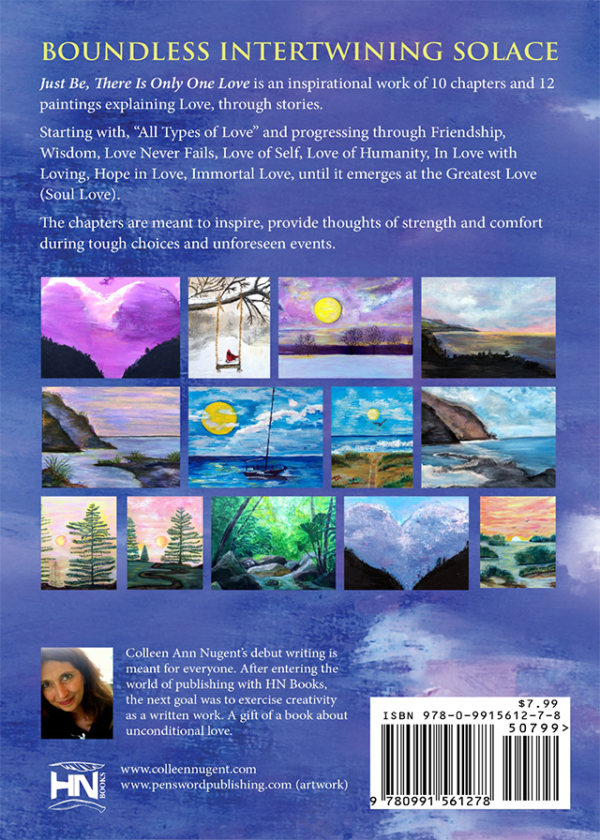 BOUNDLESS INTERTWINING SOLACE
Just Be, There Is Only One Love is an inspirational work of 10 chapters and 12
paintings explaining Love, through stories.
Starting with, “All Types of Love” and progressing through Friendship,
Wisdom, Love Never Fails, Love of Self, Love of Humanity, In Love with
Loving, Hope in Love, Immortal Love, until it emerges at the Greatest Love
(Soul Love).
The chapters are meant to inspire, provide thoughts of strength and comfort
during tough choices and unforeseen events.
Colleen Ann Nugent’s debut writing is
meant for everyone. After entering the
world of publishing with HN Books,
the next goal was to exercise creativity
as a written work. A gift of a book about
unconditional love.
HN BOOKS
www.colleennugent.com
www.penswordpublishing.com (artwork)
$7.99
ISBN 978-0-9915612-7-8
50799>
9 780991 561278